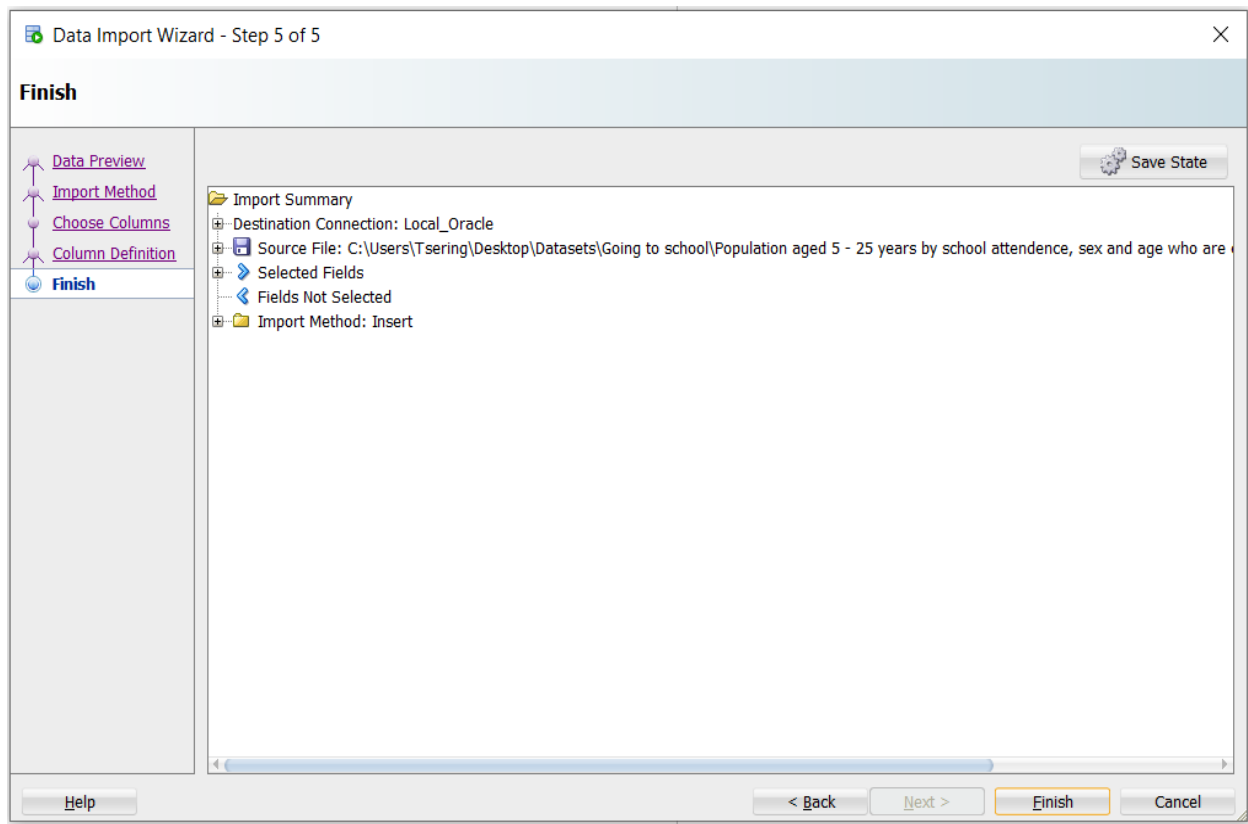 Data Import Wizard - Step 5 of 5
Finish
Data Preview
Import Method
Choose Columns
Column Definition
Finish
Save State
Import Summary
Destination Connection: Local_Oracle
Source File: C:\Users\Tsering\Desktop\Datasets\Going to school\Population aged 5 - 25 years by school attendence, sex and age who are
Selected Fields
Fields Not Selected
Import Method: Insert
Help
< Back
Next >
Finish
Cancel